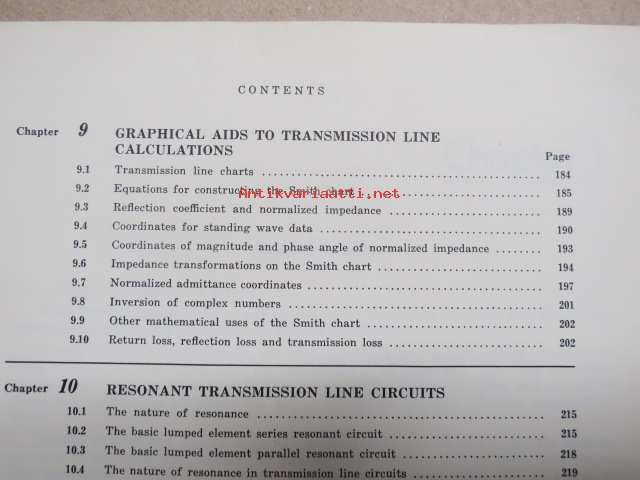 CONTENTS
Chapter 9 GRAPHICAL AIDS TO TRANSMISSION LINE
CALCULATIONS
Page
9.1 Transmission line charts 184
9.2 Equations for constructing the Smith chart 185
Antikvariaatti.net
9.3 Reflection coefficient and normalized impedance 189
9.4 Coordinates for standing wave data 190
9.5 Coordinates of magnitude and phase angle of normalized impedance 193
9.6 Impedance transformations on the Smith chart 194
9.7 Normalized admittance coordinates 197
9.8 Inversion of complex numbers 201
9.9 Other mathematical uses of the Smith chart 202
9.10 Return loss, reflection loss and transmission loss 202
Chapter 10 RESONANT TRANSMISSION LINE CIRCUITS
10.1 The nature of resonance 215
10.2 The basic lumped element series resonant circuit 215
10.3 The basic lumped element parallel resonant circuit 218
10.4 The nature of resonance in transmission line circuits 219